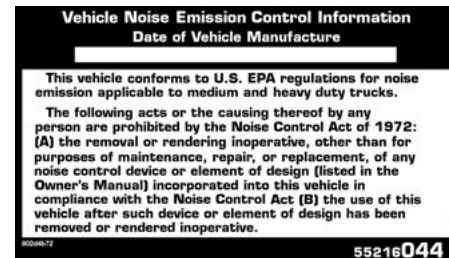 Vehicle Noise Emission Control Information
Date of Vehicle Manufacture
This vehicle conforms to U.S. EPA regulations for noise
emission applicable to medium and heavy duty trucks.
The following acts or the causing thereof by any
person are prohibited by the Noise Control Act of 1972:
(A) the removal or rendering inoperative, other than for
purposes of maintenance, repair, or replacement, of any
noise control device or element of design (listed in the
Owner's Manual) incorporated into this vehicle in
compliance with the Noise Control Act (B) the use of this
vehicle after such device or element of design has been
removed or rendered inoperative.
802d4b72
55216044